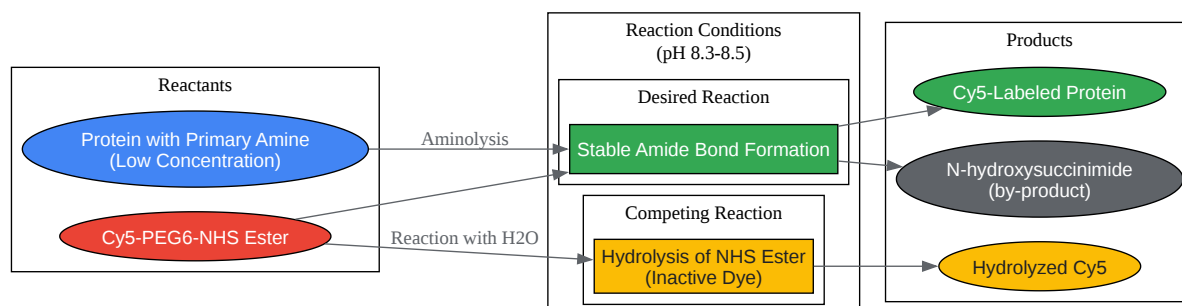 Reactants
Protein with Primary Amine
(Low Concentration)
Cy5-PEG6-NHS Ester
Aminolysis
Reaction with H2O
Reaction Conditions
(pH 8.3-8.5)
Desired Reaction
Stable Amide Bond Formation
Competing Reaction
Hydrolysis of NHS Ester
(Inactive Dye)
Products
Cy5-Labeled Protein
N-hydroxysuccinimide
(by-product)
Hydrolyzed Cy5